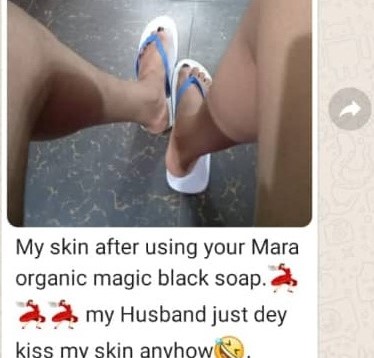 My skin after using your Mara
organic magic black soap.💃
💃💃 my Husband just dey
kiss my skin anyhow🤣.